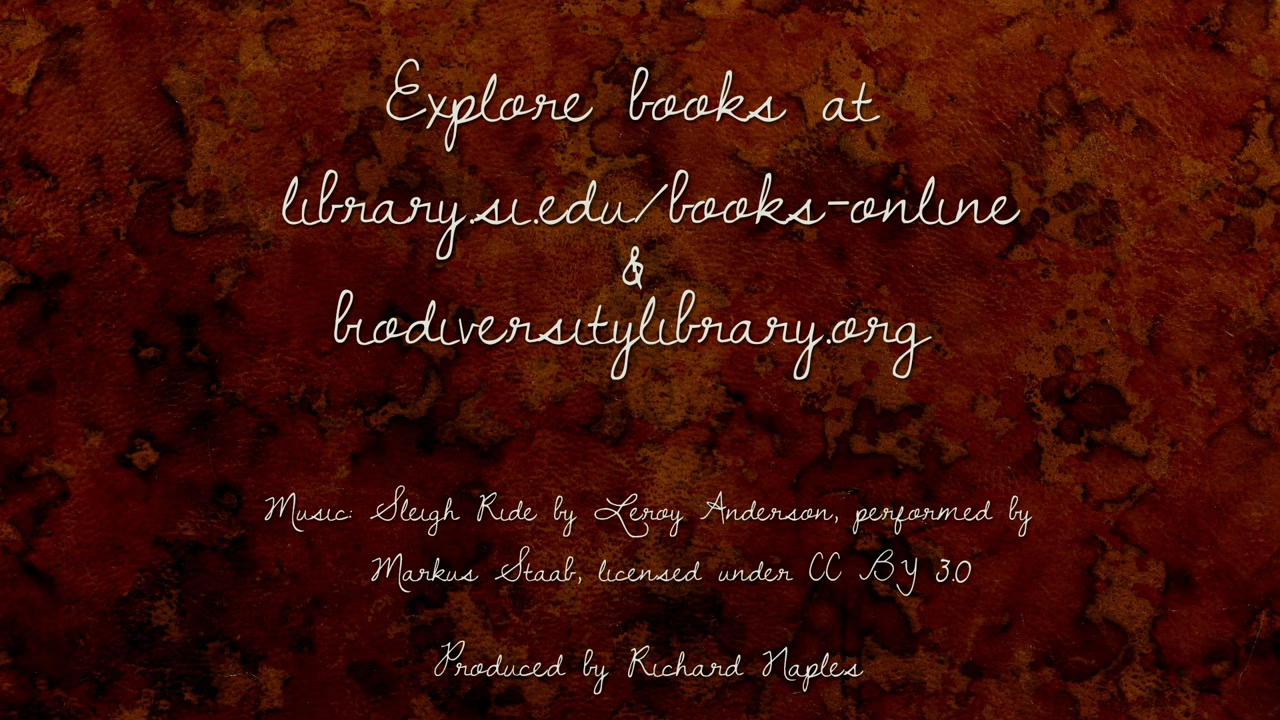 Explore books at
library.si.edu/books-online
&
biodiversitylibrary.org
Music: Sleigh Ride by Leroy Anderson, performed by
Markus Staab, licensed under CC BY 3.0
Produced by Richard Naples